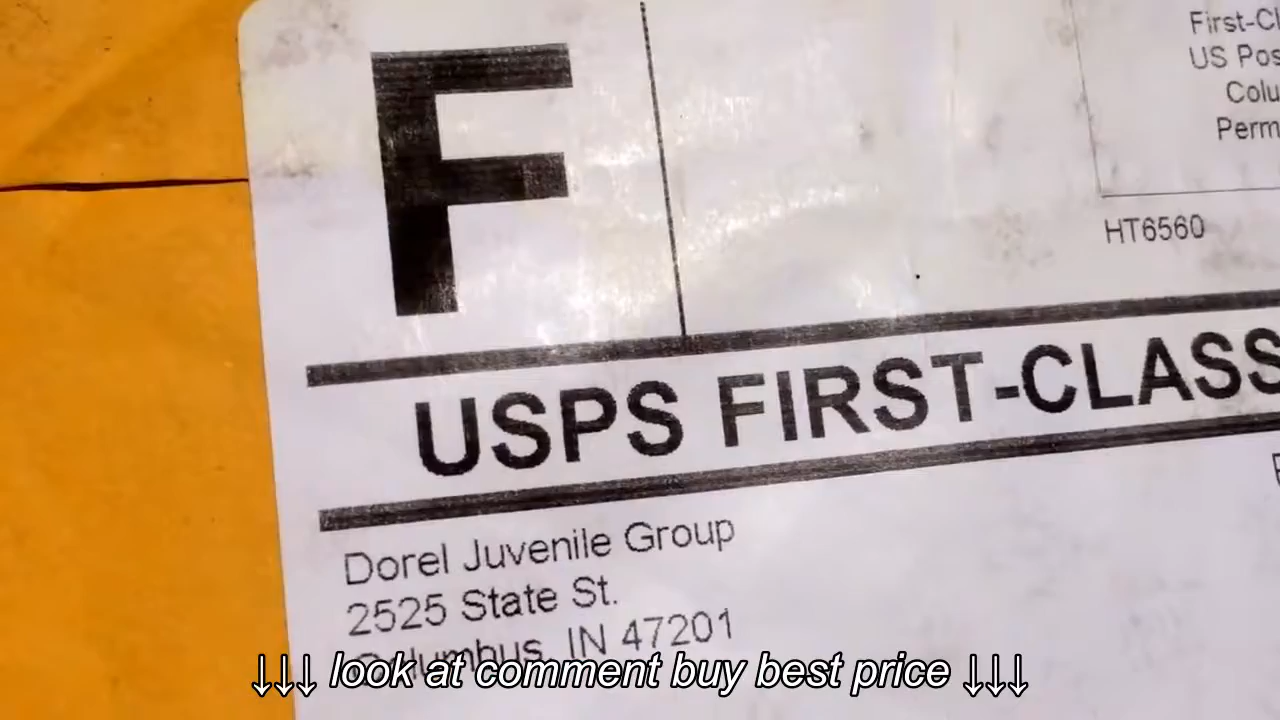 F
First-Cl
US Pos
Colu
Perm
HT6560
USPS FIRST-CLASS
Dorel Juvenile Group
2525 State St.
Columbus, IN 47201
↓↓↓ look at comment buy best price ↓↓↓